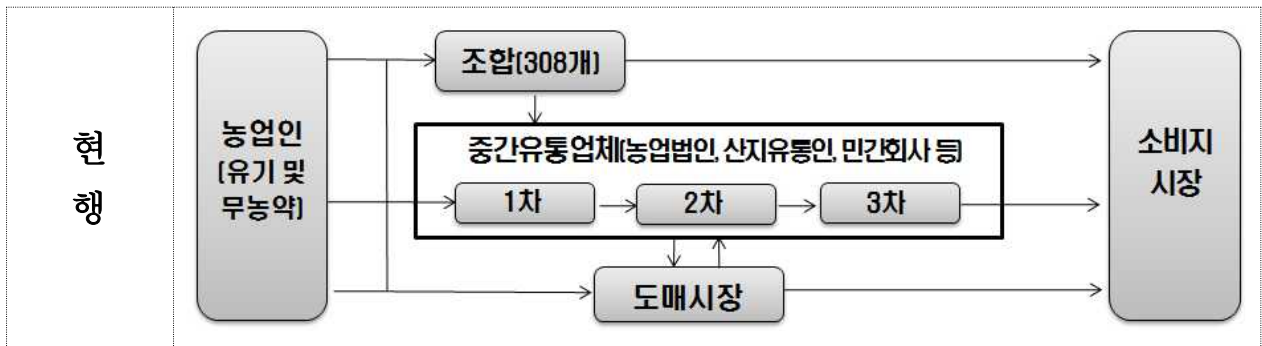 현
행
농업인
(유기 및
무농약)
조합(308개)
중간유통업체(농업법인, 산지유통인, 민간회사 등)
1차
2차
3차
도매시장
소비지
시장